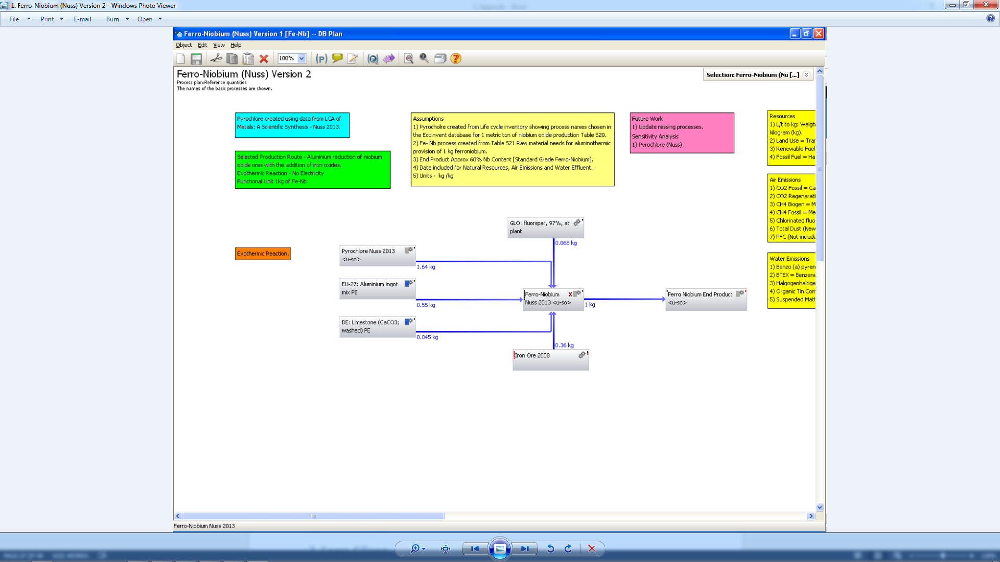 1. Ferro-Niobium (Nuss) Version 2 - Windows Photo Viewer
File Print E-mail Burn Open
Ferro-Niobium (Nuss) Version 1 [Fe-Nb] -- DB Plan
Object Edit View Help
100%
Ferro-Niobium (Nuss) Version 2
Process plan:Reference quantities
The names of the basic processes are shown.
Selection: Ferro-Niobium (Nu [...]
Pyrochlore created using data from LCA of
Metals: A Scientific Synthesis - Nuss 2013.
Selected Production Route - Aluminium reduction of niobium
oxide ores with the addition of iron oxides.
Exothermic Reaction - No Electricity
Functional Unit 1kg of Fe-Nb
Assumptions
1) Pyrocholre created from Life cycle inventory showing process names chosen in
the Ecoinvent database for 1 metric ton of niobium oxide production Table S20.
2) Fe- Nb process created from Table S21 Raw material needs for aluminothermic
provision of 1 kg ferroniobium.
3) End Product Approx 60% Nb Content [Standard Grade Ferro-Niobium].
4) Data included for Natural Resources, Air Emissions and Water Effluent.
5) Units - kg /kg
Future Work
1) Update missing processes.
Sensitivity Analysis
1) Pyrochlore (Nuss).
Resources
1) L/t to kg: Weigh
kilogram (kg).
2) Land Use = Tran
3) Renewable Fuel
4) Fossil Fuel = Ha
Air Emissions
1) CO2 Fossil = Ca
2) CO2 Regenerati
3) CH4 Biogen = M
4) CH4 Fossil = Me
5) Chlorinated fluo
6) Total Dust (New
7) PFC (Not include
Water Emissions
1) Benzo (a) pyren
2) BTEX = Benzene
3) Halgogenhaltige
4) Organic Tin Com
5) Suspended Matt
Exothermic Reaction.
GLO: fluorspar, 97%, at
plant
0.068 kg
Pyrochlore Nuss 2013
<u-so>
1.64 kg
EU-27: Aluminium ingot
mix PE
0.55 kg
DE: Limestone (CaCO3;
washed) PE
0.045 kg
Ferro-Niobium
Nuss 2013 <u-so>
1 kg
Ferro Niobium End Product
<u-so>
0.36 kg
Iron Ore 2008
Ferro-Niobium Nuss 2013